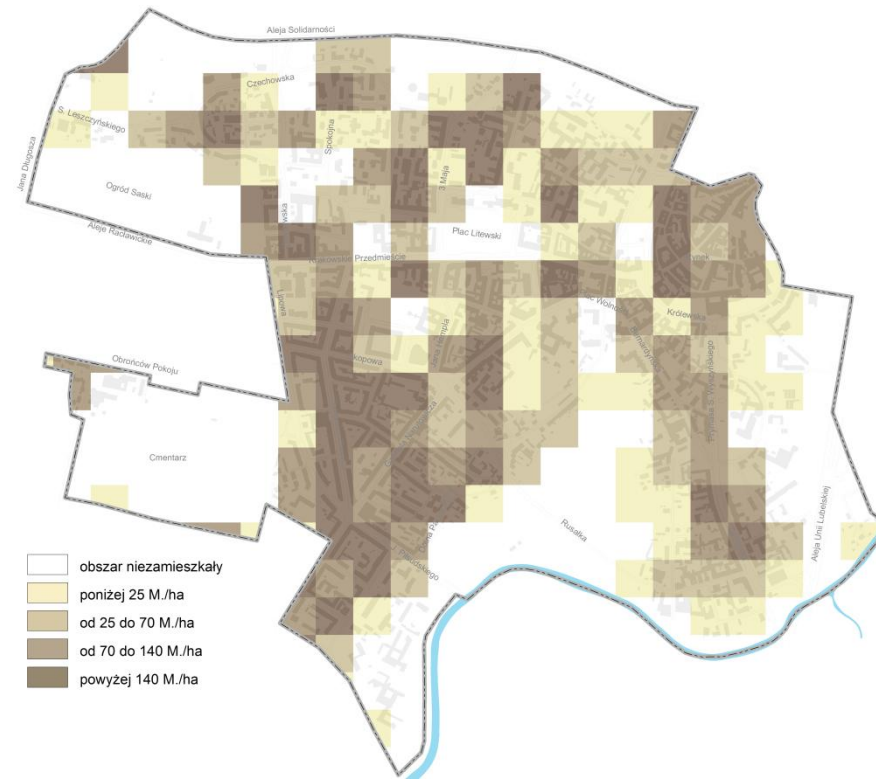 Aleja Solidarności
Czechowska
S. Leszczyńskiego
Spokojna
Jana Długosza
Ogród Saski
3 Maja
Aleje Racławickie
Plac Litewski
Krakowskie Przedmieście
Rynek
Lipowa
Królewska
Obrońców Pokoju
Cmentarz
Rusałka
Aleja Unii Lubelskiej
obszar niezamieszkały
poniżej 25 M./ha
od 25 do 70 M./ha
od 70 do 140 M./ha
powyżej 140 M./ha